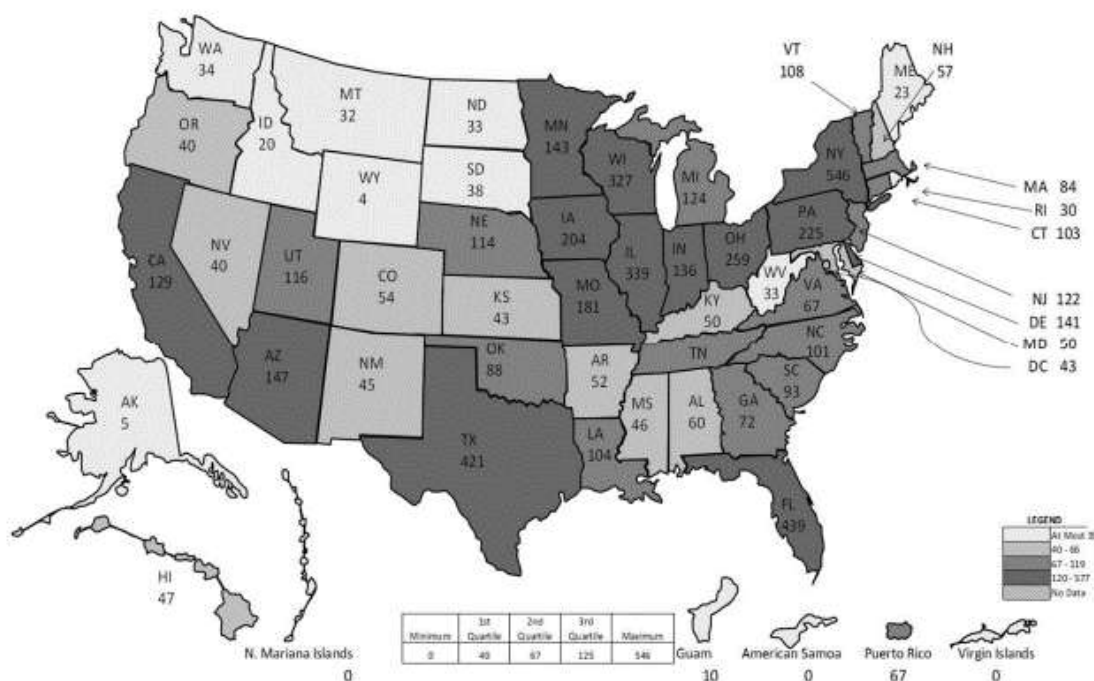 WA
34
MT
32
ND
33
MN
143
VT
108
NH
57
ME
23
OR
40
ID
20
SD
38
WI
327
MI
124
NY
546
WY
4
MA 84
RI 30
CT 103
NE
114
IA
204
PA
225
NV
40
UT
116
CO
54
IL
339
IN
136
OH
259
CA
129
KS
43
MO
181
WV
33
VA
67
KY
50
NJ 122
DE 141
MD 50
DC 43
AZ
147
NM
45
OK
88
AR
52
TN
NC
101
SC
93
MS
46
AL
60
GA
72
AK
5
TX
421
LA
104
FL
439
HI
47
LEGEND
At Most
40 - 66
67 - 119
120 - 577
No Data
Minimum 1st Quartile 2nd Quartile 3rd Quartile Maximum
0 40 67 125 546
N. Mariana Islands
0
Guam
10
American Samoa
0
Puerto Rico
67
Virgin Islands
0